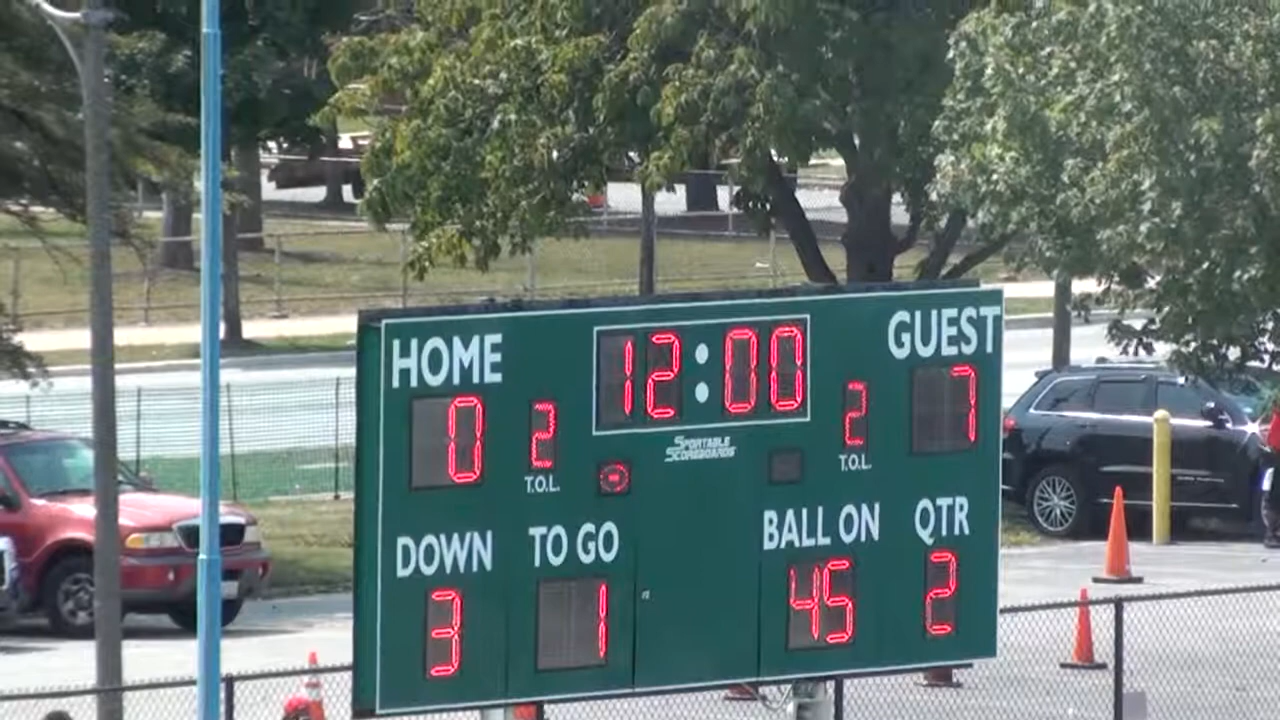 HOME 12:00 GUEST
0 2 2 7
T.O.L. T.O.L.
SPORTABLE
SCOREBOARDS
DOWN TO GO BALL ON QTR
3 1 45 2